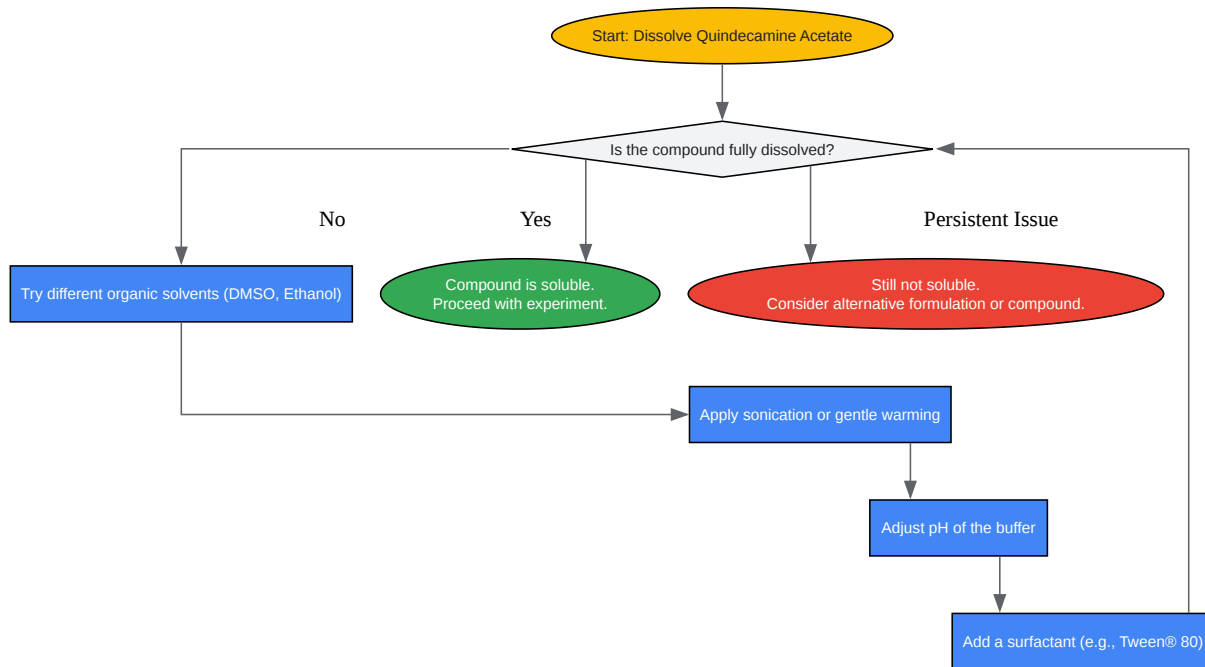 Start: Dissolve Quindecamine Acetate
Is the compound fully dissolved?
No
Yes
Persistent Issue
Try different organic solvents (DMSO, Ethanol)
Compound is soluble.
Proceed with experiment.
Still not soluble.
Consider alternative formulation or compound.
Apply sonication or gentle warming
Adjust pH of the buffer
Add a surfactant (e.g., Tween® 80)